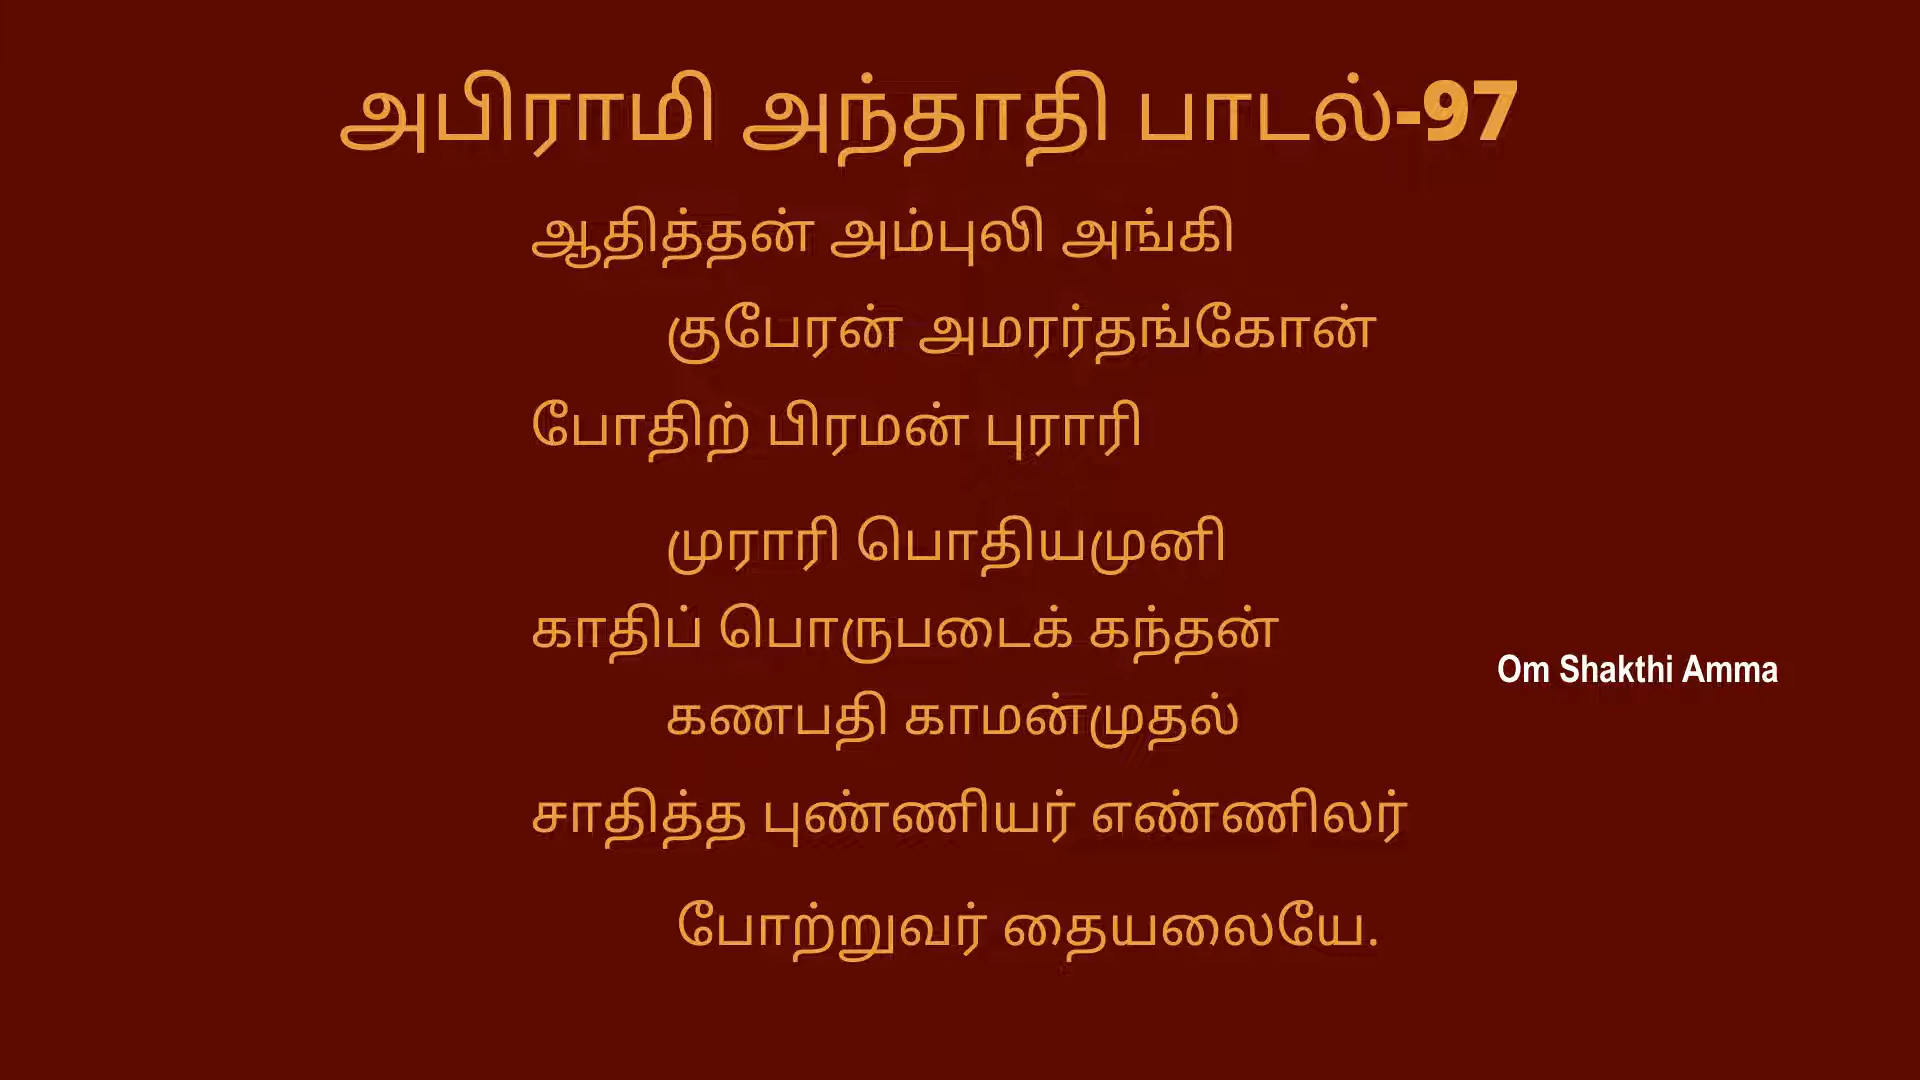 அபிராமி அந்தாதி பாடல்-97
ஆதித்தன் அம்புலி அங்கி
குபேரன் அமரர்தங்கோன்
போதிற் பிரமன் புராரி
முராரி பொதியமுனி
காதிப் பொருபடைக் கந்தன்
Om Shakthi Amma
கணபதி காமன்முதல்
சாதித்த புண்ணியர் எண்ணிலர்
போற்றுவர் தையலையே.